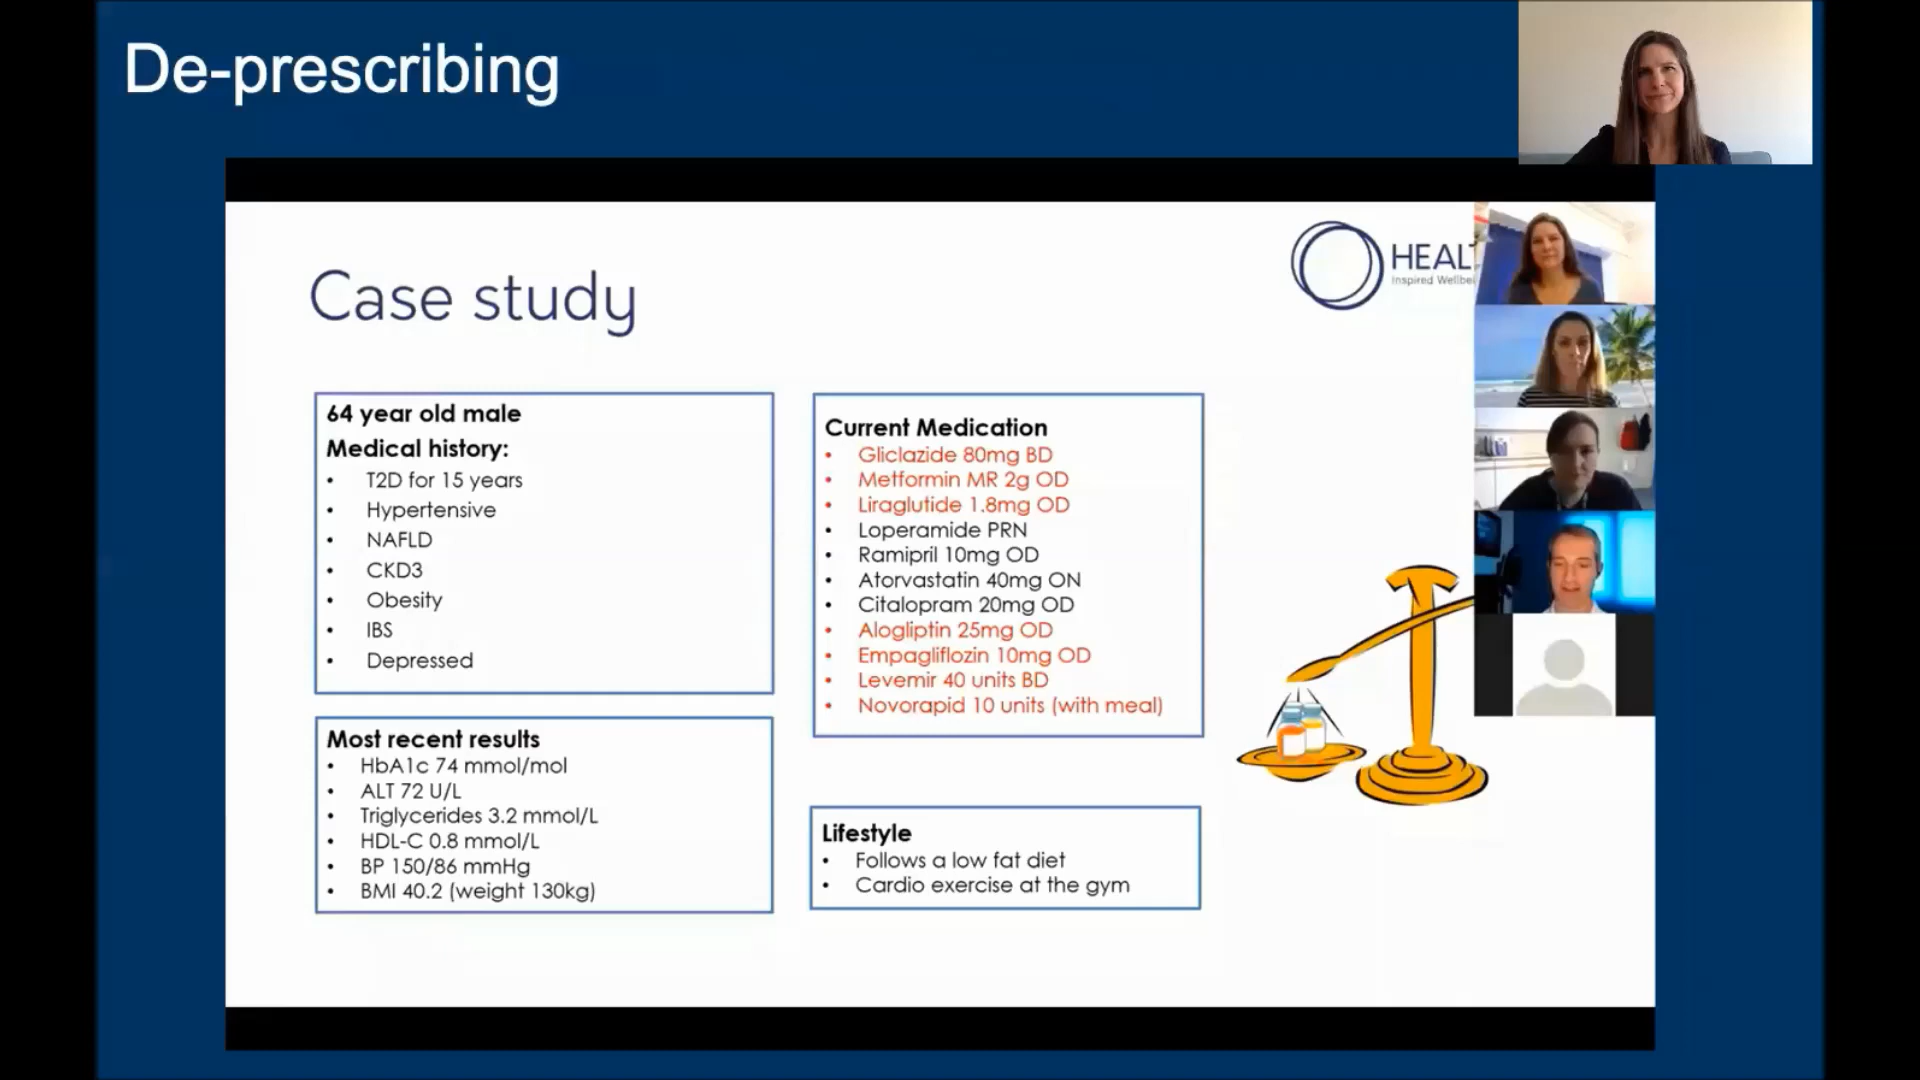 De-prescribing
HEAL
Inspired Wellbei
Case study
64 year old male
Medical history:
• T2D for 15 years
• Hypertensive
• NAFLD
• CKD3
• Obesity
• IBS
• Depressed
Most recent results
• HbA1c 74 mmol/mol
• ALT 72 U/L
• Triglycerides 3.2 mmol/L
• HDL-C 0.8 mmol/L
• BP 150/86 mmHg
• BMI 40.2 (weight 130kg)
Current Medication
• Gliclazide 80mg BD
• Metformin MR 2g OD
• Liraglutide 1.8mg OD
• Loperamide PRN
• Ramipril 10mg OD
• Atorvastatin 40mg ON
• Citalopram 20mg OD
• Alogliptin 25mg OD
• Empagliflozin 10mg OD
• Levemir 40 units BD
• Novorapid 10 units (with meal)
Lifestyle
• Follows a low fat diet
• Cardio exercise at the gym